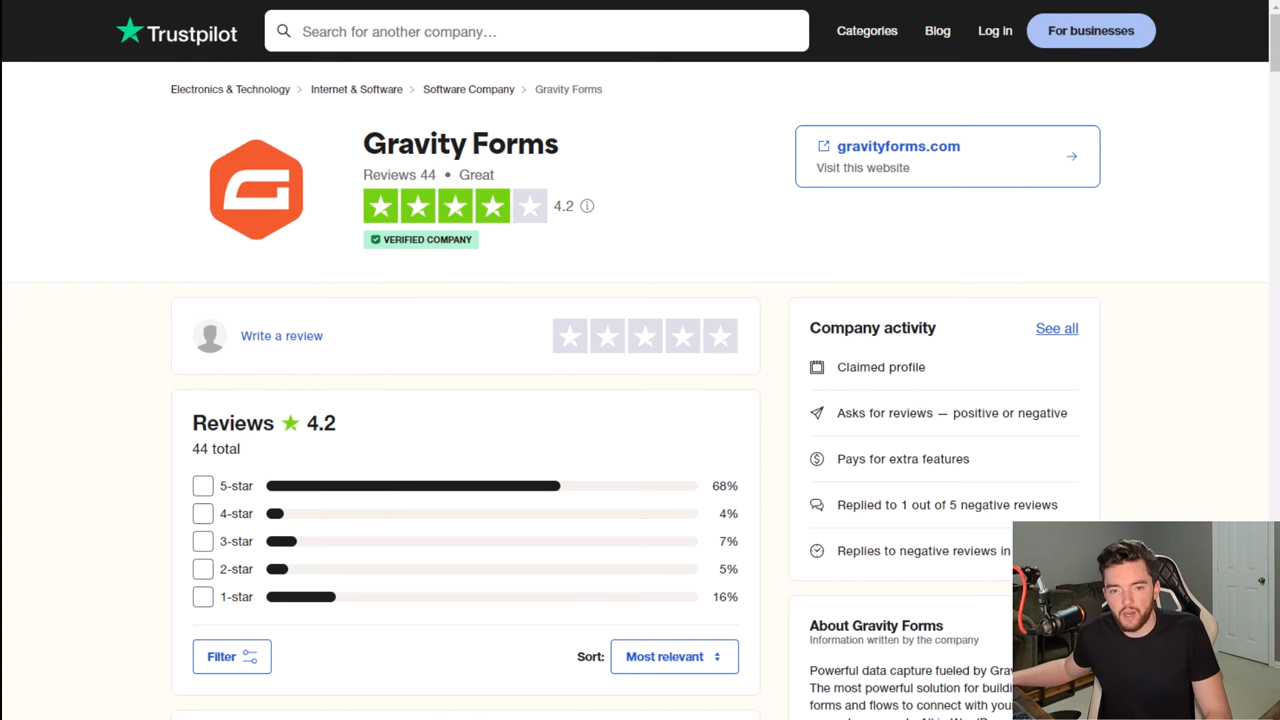 Trustpilot
Search for another company…
Categories
Blog
Log in
For businesses
Electronics & Technology > Internet & Software > Software Company > Gravity Forms
Gravity Forms
Reviews 44 • Great
4.2
VERIFIED COMPANY
gravityforms.com
Visit this website
Write a review
Reviews 4.2
44 total
5-star 68%
4-star 4%
3-star 7%
2-star 5%
1-star 16%
Filter
Sort:
Most relevant
Company activity
See all
Claimed profile
Asks for reviews — positive or negative
Pays for extra features
Replied to 1 out of 5 negative reviews
Replies to negative reviews in
About Gravity Forms
Information written by the company
Powerful data capture fueled by Grav
The most powerful solution for buildi
forms and flows to connect with you